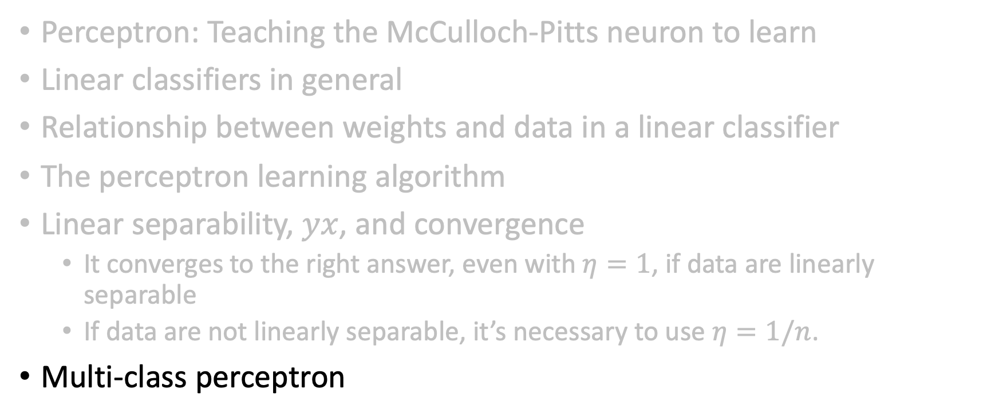 • Perceptron: Teaching the McCulloch-Pitts neuron to learn
• Linear classifiers in general
• Relationship between weights and data in a linear classifier
• The perceptron learning algorithm
• Linear separability, 𝑦𝑥, and convergence
• It converges to the right answer, even with 𝜂 = 1, if data are linearly
separable
• If data are not linearly separable, it’s necessary to use 𝜂 = 1/𝑛.
• Multi-class perceptron